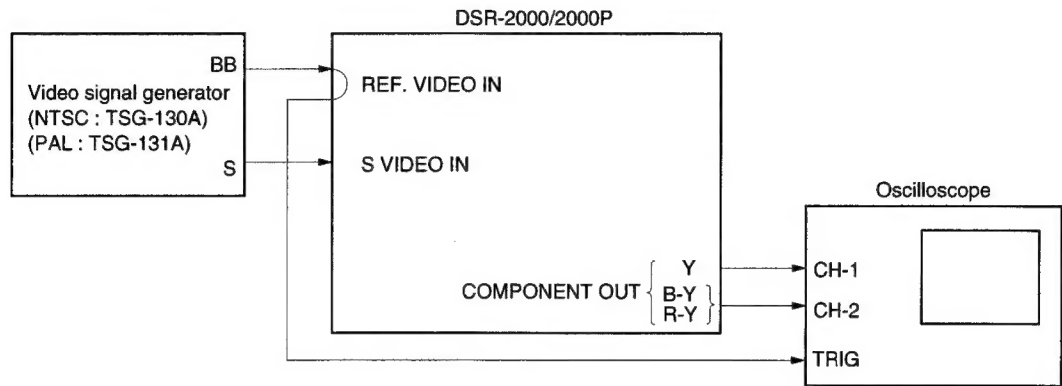 DSR-2000/2000P
BB
Video signal generator
(NTSC : TSG-130A)
(PAL : TSG-131A)
S
REF. VIDEO IN
S VIDEO IN
COMPONENT OUT
Y
B-Y
R-Y
Oscilloscope
CH-1
CH-2
TRIG